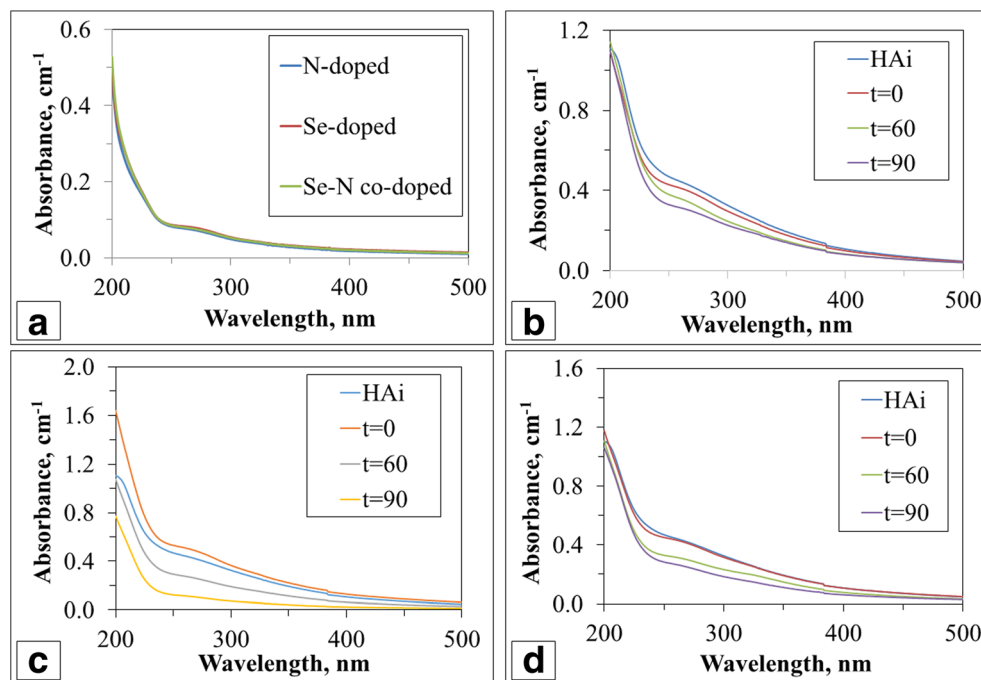 0.6
0.4
0.2
0.0
Absorbance, cm-1
N-doped
Se-doped
Se-N co-doped
200 300 400 500
Wavelength, nm
a
1.2
0.8
0.4
0.0
Absorbance, cm-1
HAi
t=0
t=60
t=90
200 300 400 500
Wavelength, nm
b
2.0
1.6
1.2
0.8
0.4
0.0
Absorbance, cm-1
HAi
t=0
t=60
t=90
200 300 400 500
Wavelength, nm
c
1.6
1.2
0.8
0.4
0.0
Absorbance, cm-1
HAi
t=0
t=60
t=90
200 300 400 500
Wavelength, nm
d